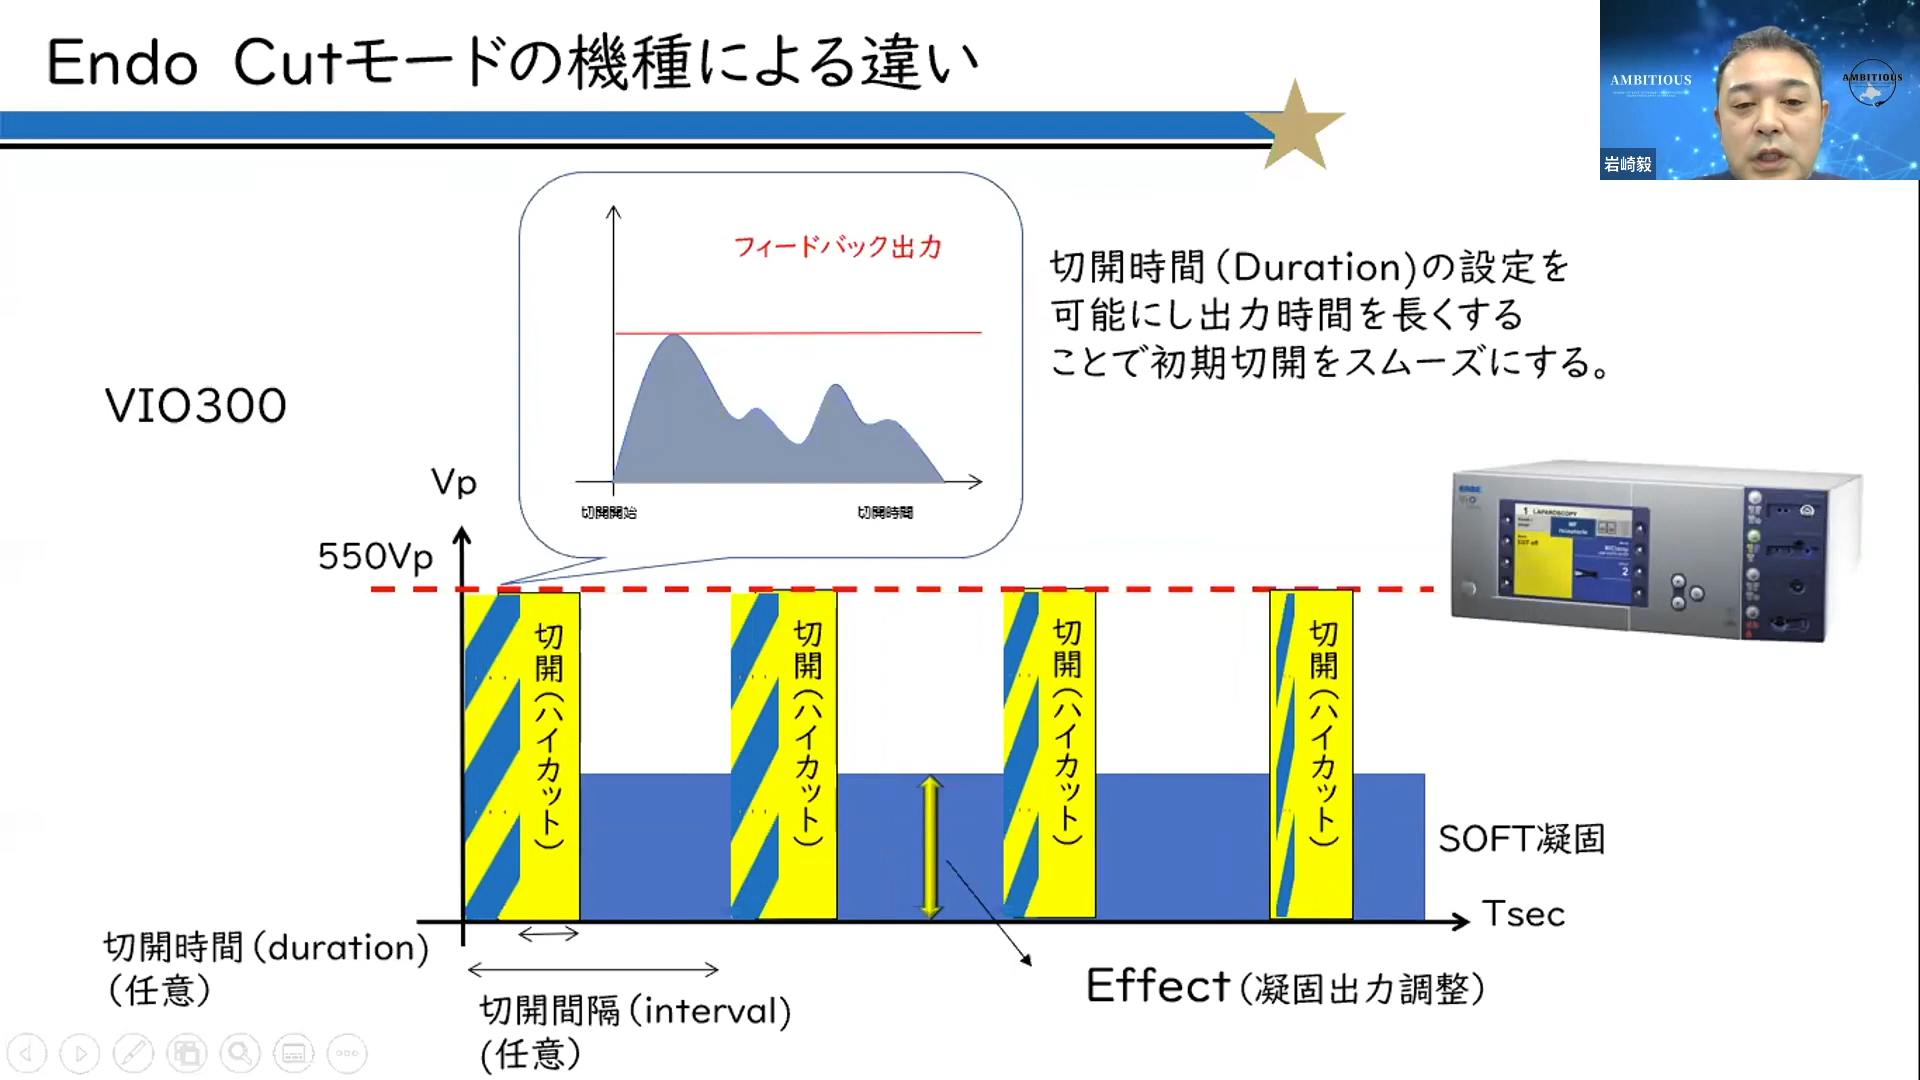 Endo Cutモードの機種による違い
AMBITIOUS
AMBITIOUS
岩崎毅
フィードバック出力
切開開始
切開時間
切開時間（Duration)の設定を
可能にし出力時間を長くする
ことで初期切開をスムーズにする。
VIO300
Vp
550Vp
ERBE
VIO
1 LAPAROSCOPY
2
切開（ハイカット）
切開（ハイカット）
切開（ハイカット）
切開（ハイカット）
SOFT凝固
Tsec
切開時間（duration)
（任意）
切開間隔（interval)
(任意）
Effect（凝固出力調整）